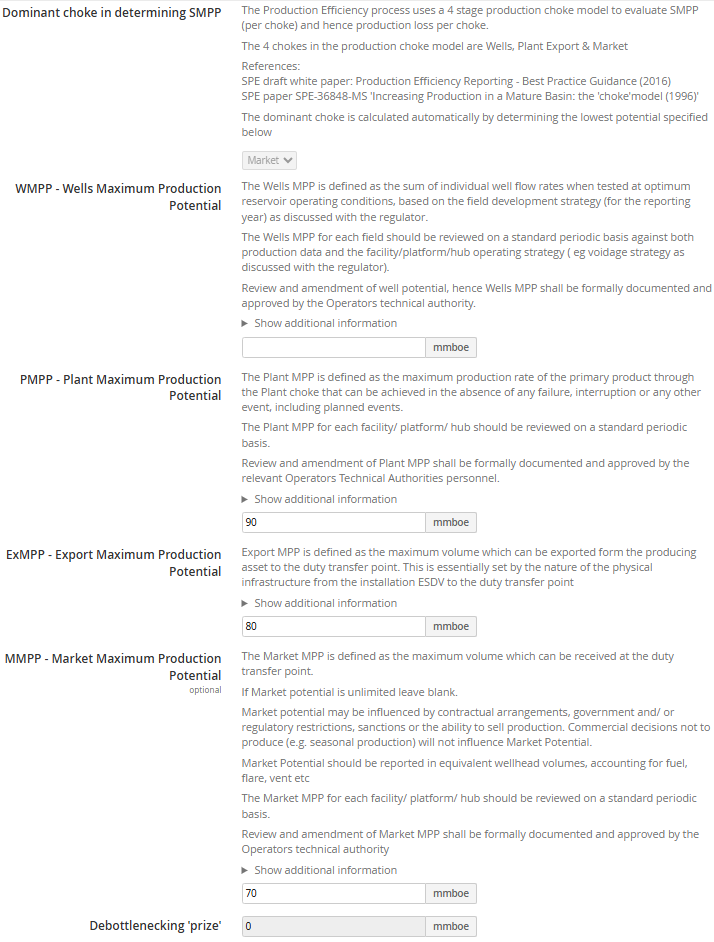 Dominant choke in determining SMPP
The Production Efficiency process uses a 4 stage production choke model to evaluate SMPP
(per choke) and hence production loss per choke.
The 4 chokes in the production choke model are Wells, Plant Export & Market
References:
SPE draft white paper: Production Efficiency Reporting - Best Practice Guidance (2016)
SPE paper SPE-36848-MS 'Increasing Production in a Mature Basin: the 'choke'model (1996)'
The dominant choke is calculated automatically by determining the lowest potential specified
below
Market
WMPP - Wells Maximum Production
Potential
The Wells MPP is defined as the sum of individual well flow rates when tested at optimum
reservoir operating conditions, based on the field development strategy (for the reporting
year) as discussed with the regulator.
The Wells MPP for each field should be reviewed on a standard periodic basis against both
production data and the facility/platform/hub operating strategy ( eg voidage strategy as
discussed with the regulator).
Review and amendment of well potential, hence Wells MPP shall be formally documented and
approved by the Operators technical authority.
Show additional information
mmboe
PMPP - Plant Maximum Production
Potential
The Plant MPP is defined as the maximum production rate of the primary product through
the Plant choke that can be achieved in the absence of any failure, interruption or any other
event, including planned events.
The Plant MPP for each facility/ platform/ hub should be reviewed on a standard periodic
basis.
Review and amendment of Plant MPP shall be formally documented and approved by the
relevant Operators Technical Authorities personnel.
Show additional information
90 mmboe
ExMPP - Export Maximum Production
Potential
Export MPP is defined as the maximum volume which can be exported form the producing
asset to the duty transfer point. This is essentially set by the nature of the physical
infrastructure from the installation ESDV to the duty transfer point
Show additional information
80 mmboe
MMPP - Market Maximum Production
Potential
optional
The Market MPP is defined as the maximum volume which can be received at the duty
transfer point.
If Market potential is unlimited leave blank.
Market potential may be influenced by contractual arrangements, government and/ or
regulatory restrictions, sanctions or the ability to sell production. Commercial decisions not to
produce (e.g. seasonal production) will not influence Market Potential.
Market Potential should be reported in equivalent wellhead volumes, accounting for fuel,
flare, vent etc
The Market MPP for each facility/ platform/ hub should be reviewed on a standard periodic
basis.
Review and amendment of Market MPP shall be formally documented and approved by the
Operators technical authority
Show additional information
70 mmboe
Debottlenecking 'prize'
0 mmboe